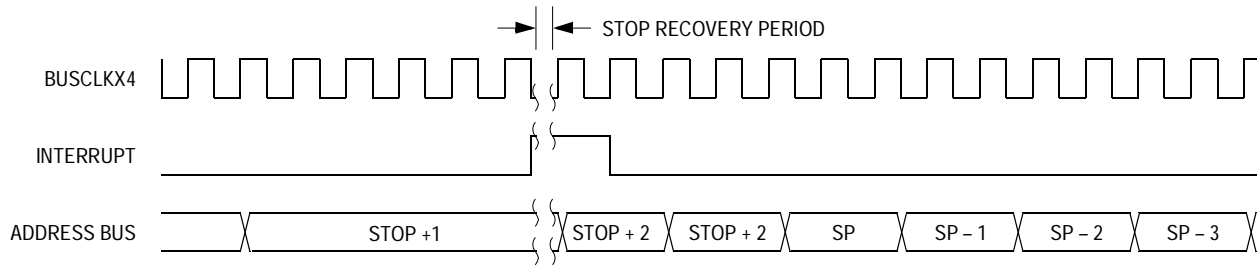 STOP RECOVERY PERIOD
BUSCLKX4
INTERRUPT
ADDRESS BUS STOP +1 STOP + 2 STOP + 2 SP SP – 1 SP – 2 SP – 3